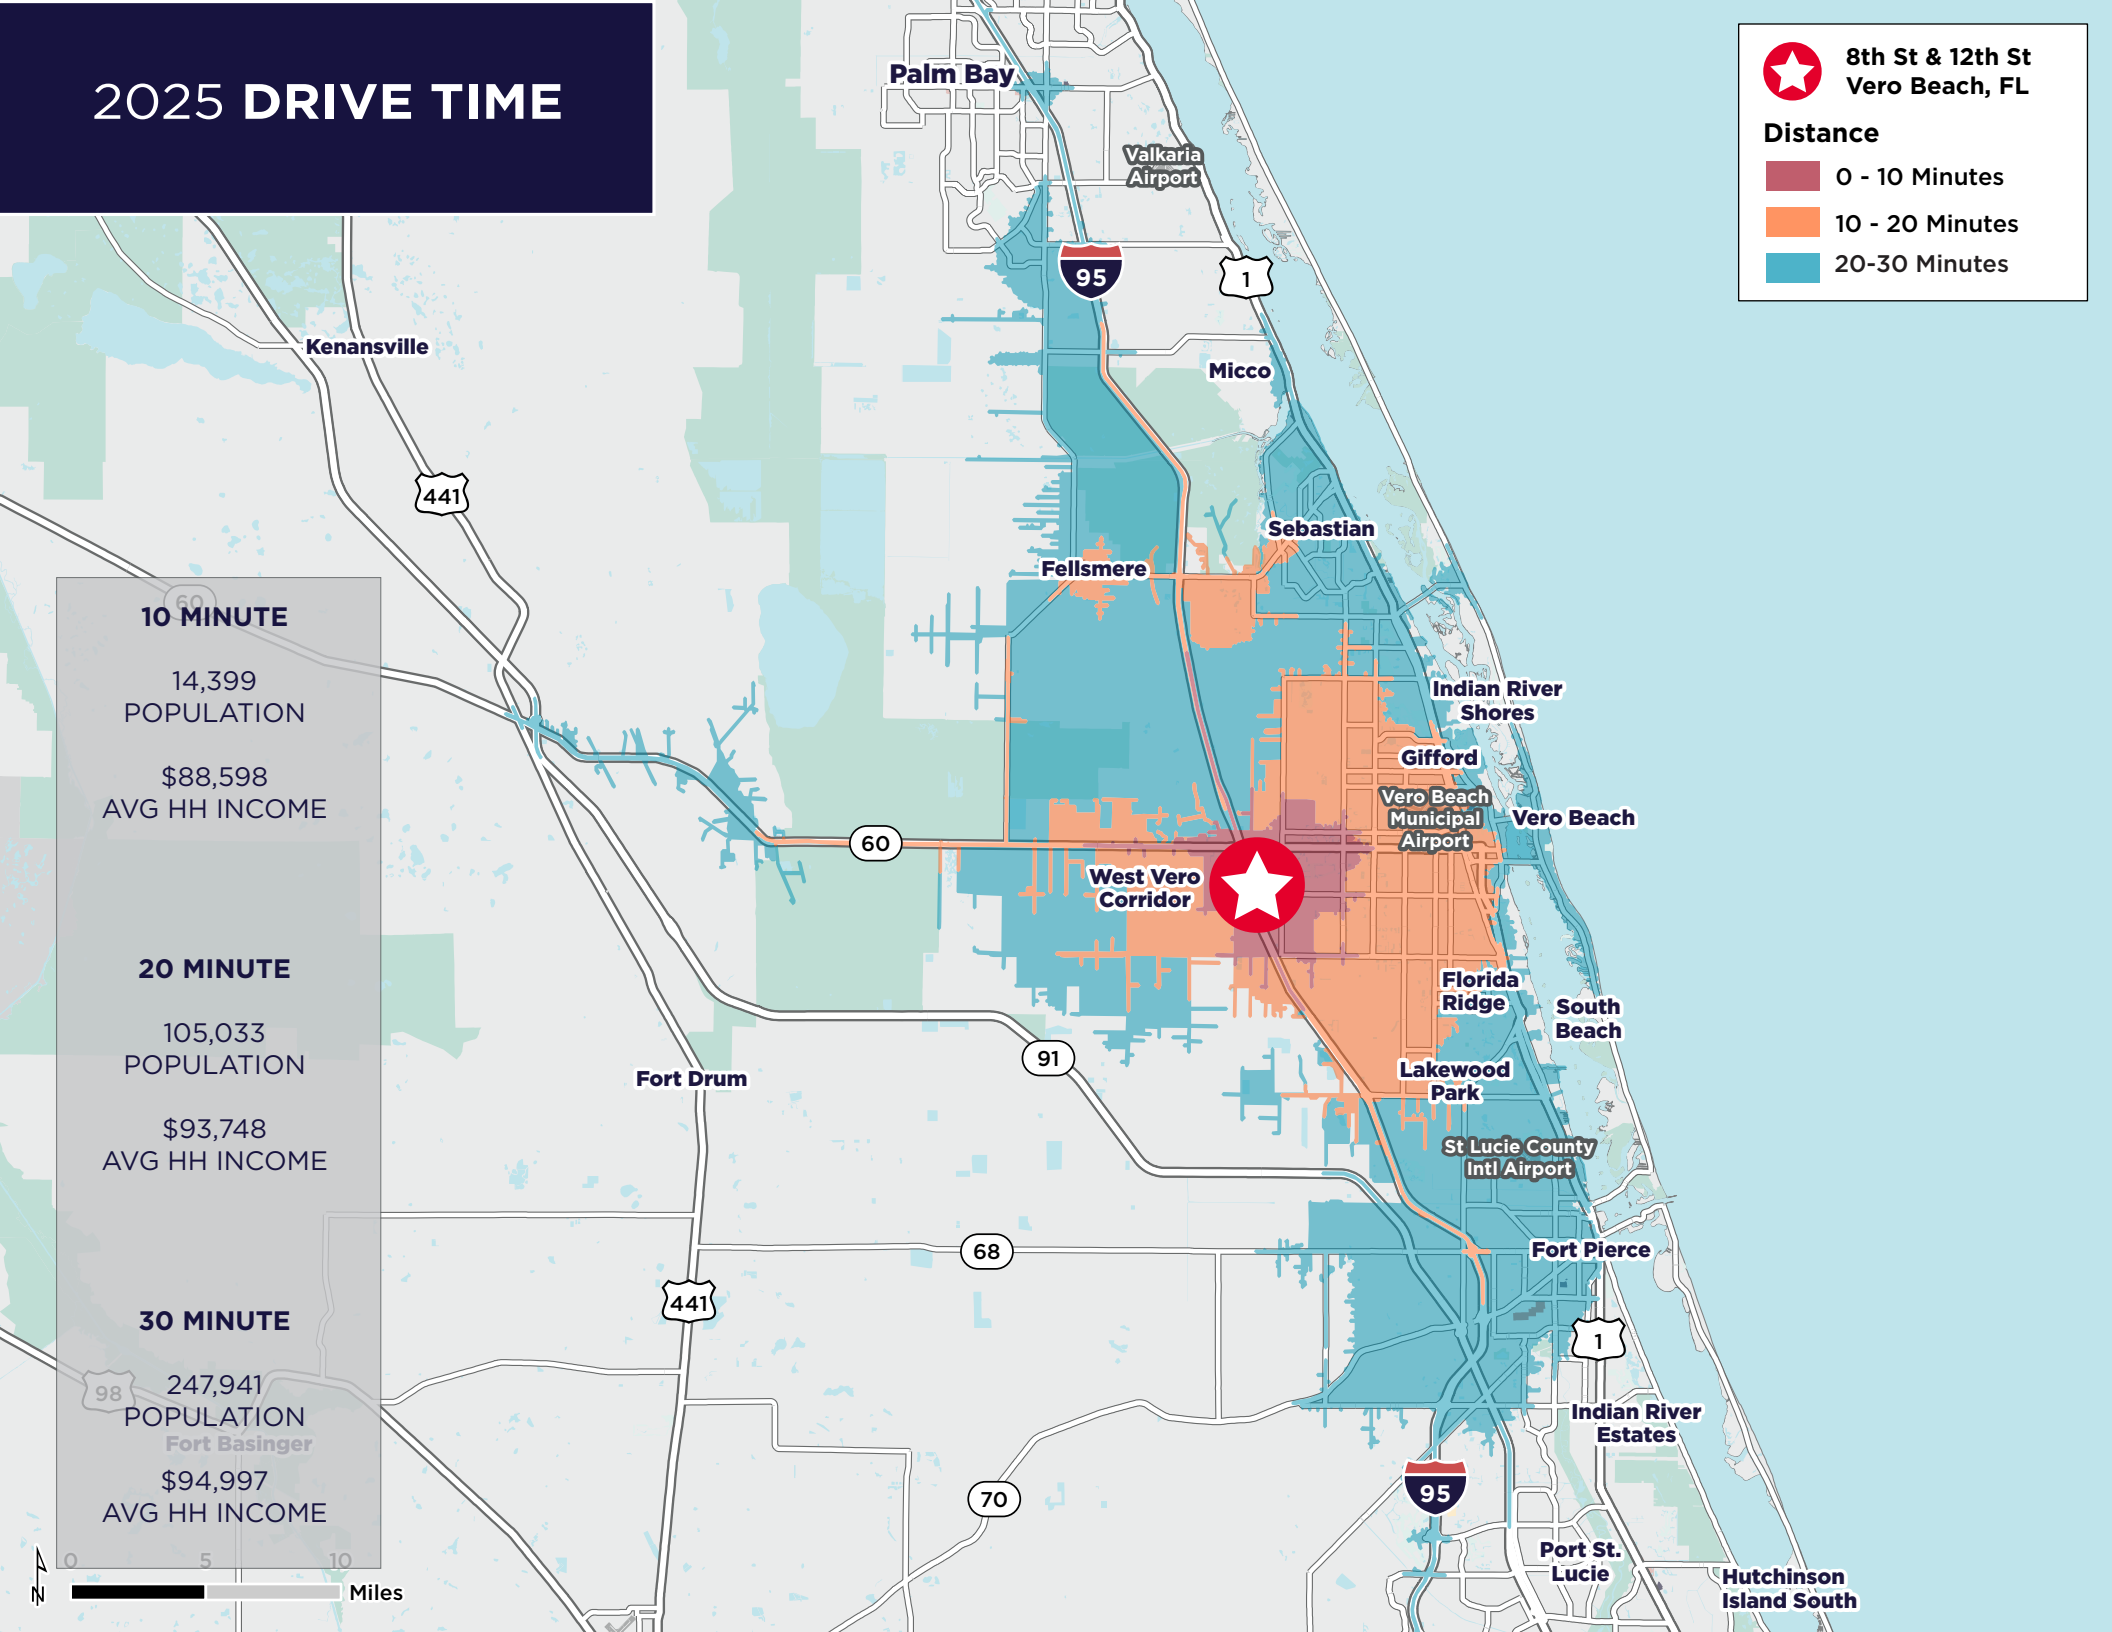 2025 DRIVE TIME
8th St & 12th St
Vero Beach, FL
Distance
0 - 10 Minutes
10 - 20 Minutes
20-30 Minutes
Palm Bay
Valkaria
Airport
95
1
Kenansville
Micco
441
Sebastian
Fellsmere
60
10 MINUTE
14,399
POPULATION
$88,598
AVG HH INCOME
20 MINUTE
105,033
POPULATION
$93,748
AVG HH INCOME
30 MINUTE
247,941
POPULATION
Fort Basinger
$94,997
AVG HH INCOME
98
0 5 10
Miles
N
Indian River
Shores
Gifford
Vero Beach
Municipal
Airport
Vero Beach
60
West Vero
Corridor
Florida
Ridge
South
Beach
91
Fort Drum
Lakewood
Park
St Lucie County
Intl Airport
68
Fort Pierce
441
1
Indian River
Estates
95
70
Port St.
Lucie
Hutchinson
Island South